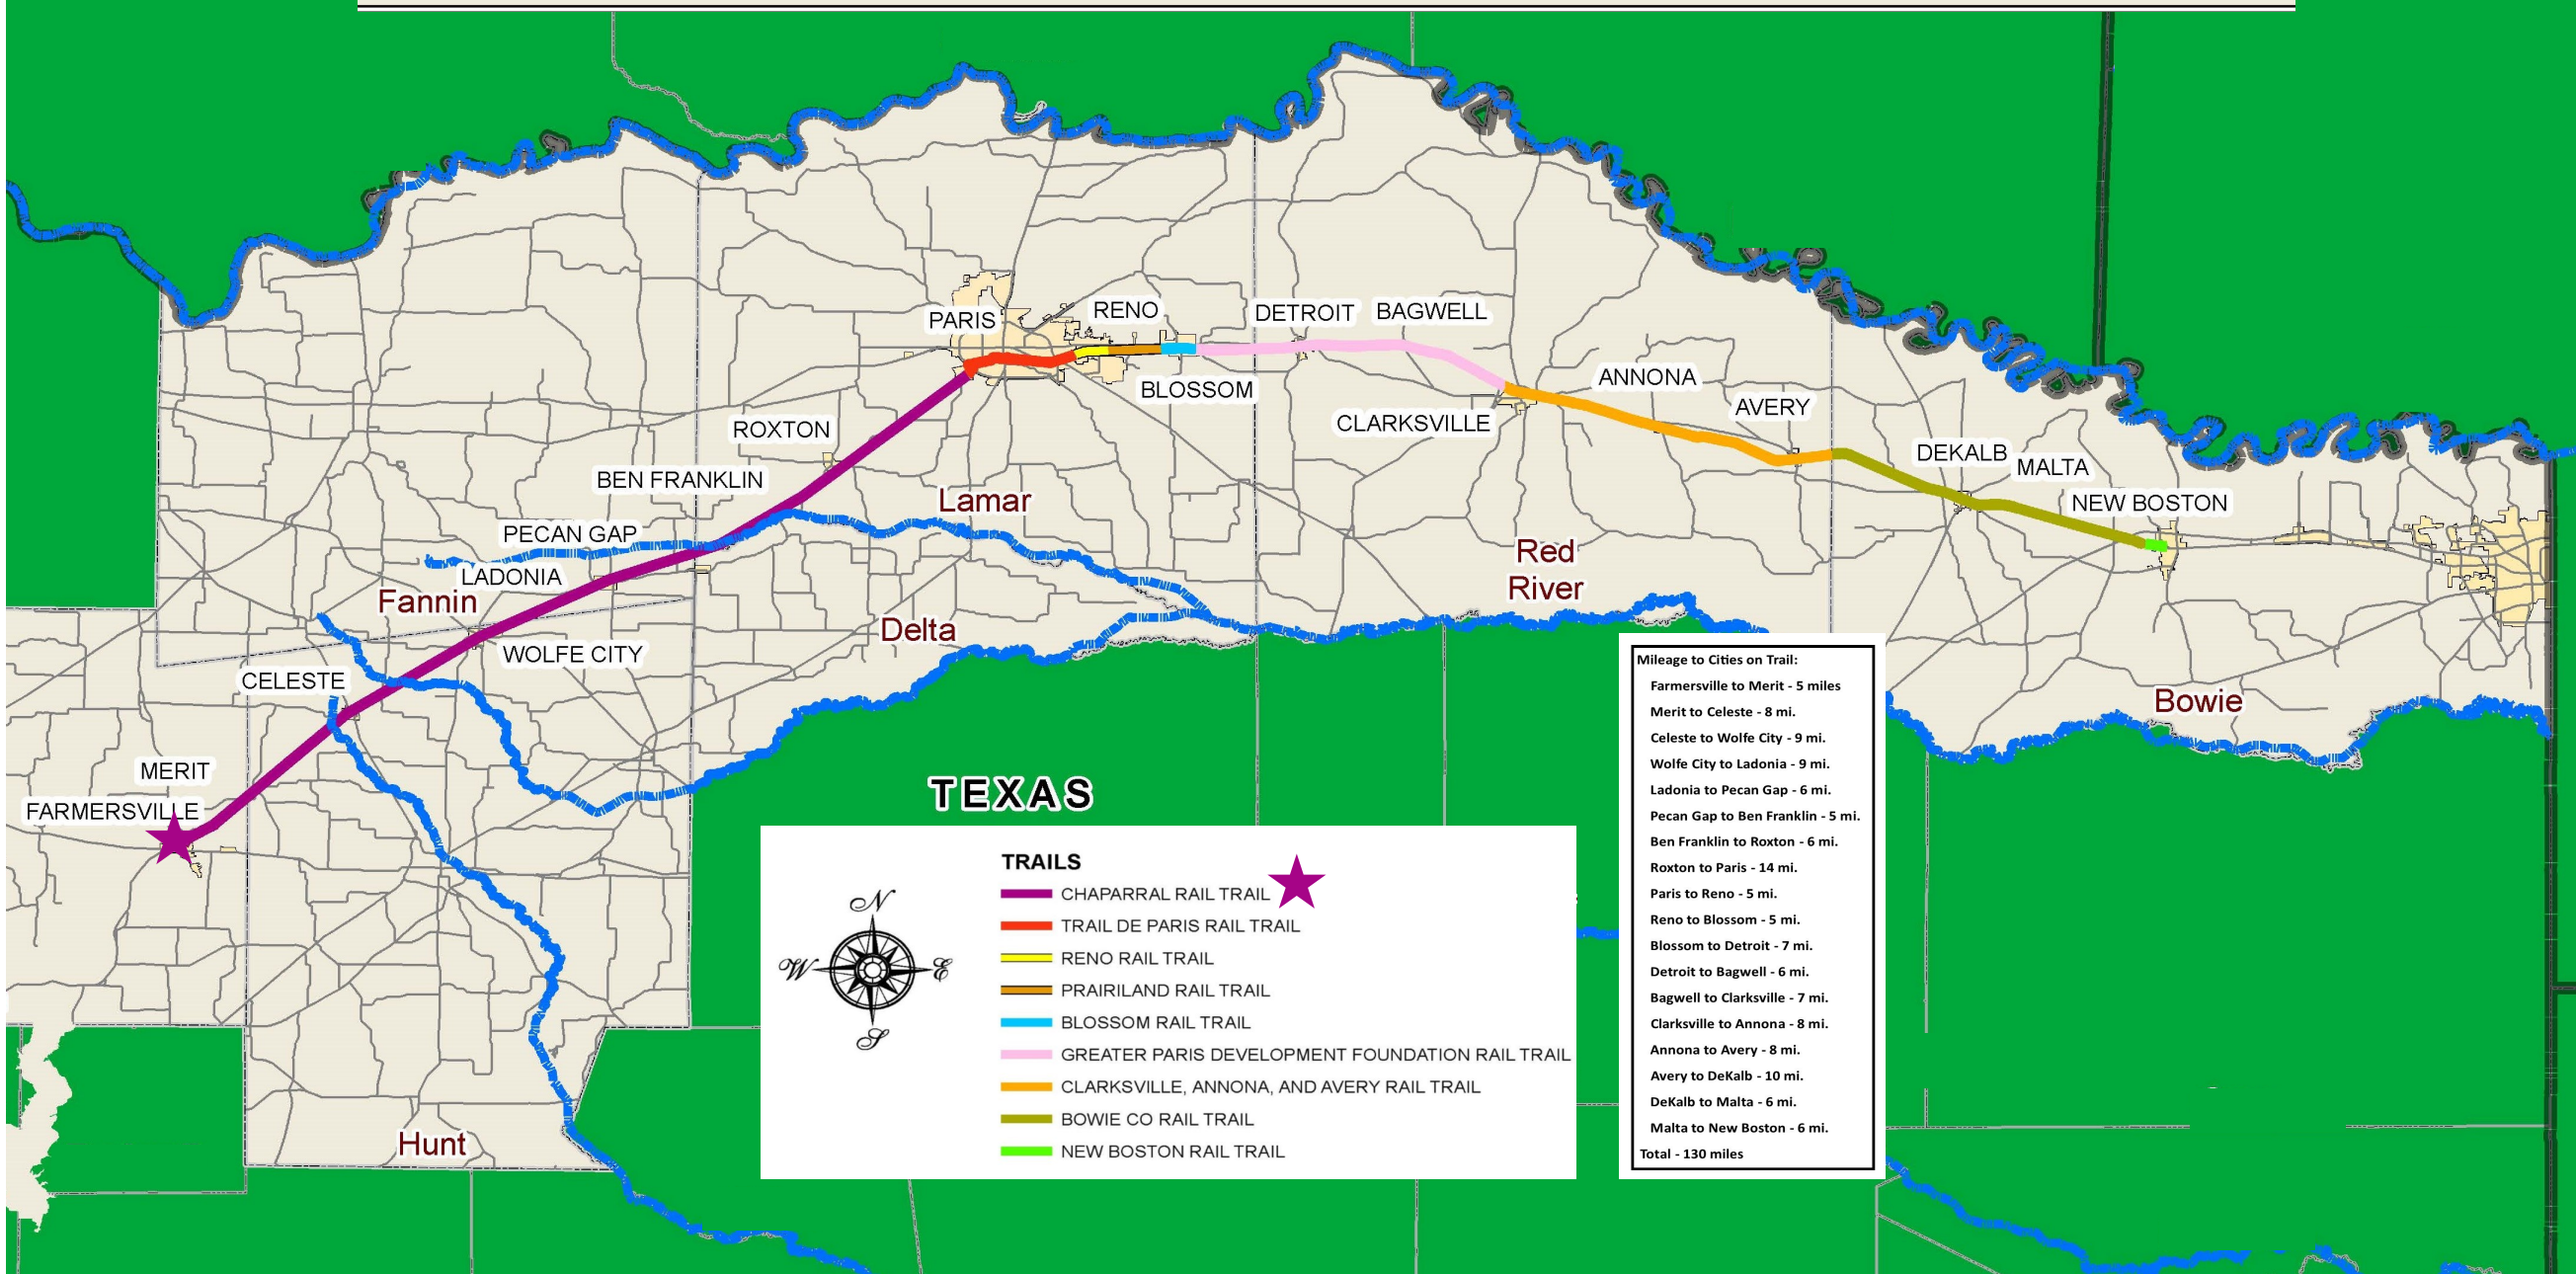 PARIS
RENO
DETROIT
BAGWELL
BLOSSOM
ANNONA
AVERY
CLARKSVILLE
ROXTON
BEN FRANKLIN
DEKALB
MALTA
NEW BOSTON
Lamar
PECAN GAP
LADONIA
Fannin
Red
River
Delta
WOLFE CITY
CELESTE
Bowie
MERIT
FARMERSVILLE
TEXAS
Hunt
N
W
E
S
TRAILS
CHAPARRAL RAIL TRAIL
TRAIL DE PARIS RAIL TRAIL
RENO RAIL TRAIL
PRAIRILAND RAIL TRAIL
BLOSSOM RAIL TRAIL
GREATER PARIS DEVELOPMENT FOUNDATION RAIL TRAIL
CLARKSVILLE, ANNONA, AND AVERY RAIL TRAIL
BOWIE CO RAIL TRAIL
NEW BOSTON RAIL TRAIL
Mileage to Cities on Trail:
Farmersville to Merit - 5 miles
Merit to Celeste - 8 mi.
Celeste to Wolfe City - 9 mi.
Wolfe City to Ladonia - 9 mi.
Ladonia to Pecan Gap - 6 mi.
Pecan Gap to Ben Franklin - 5 mi.
Ben Franklin to Roxton - 6 mi.
Roxton to Paris - 14 mi.
Paris to Reno - 5 mi.
Reno to Blossom - 5 mi.
Blossom to Detroit - 7 mi.
Detroit to Bagwell - 6 mi.
Bagwell to Clarksville - 7 mi.
Clarksville to Annona - 8 mi.
Annona to Avery - 8 mi.
Avery to DeKalb - 10 mi.
DeKalb to Malta - 6 mi.
Malta to New Boston - 6 mi.
Total - 130 miles